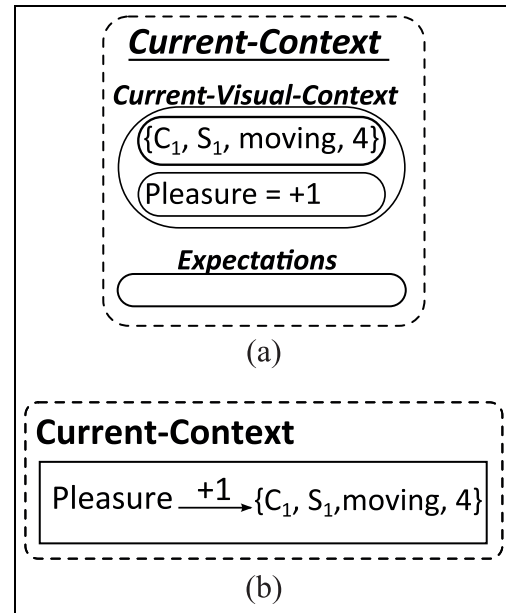 Current-Context
Current-Visual-Context
{C₁, S₁, moving, 4}
Pleasure = +1
Expectations
(a)
Current-Context
Pleasure +1 {C₁, S₁,moving, 4}
(b)